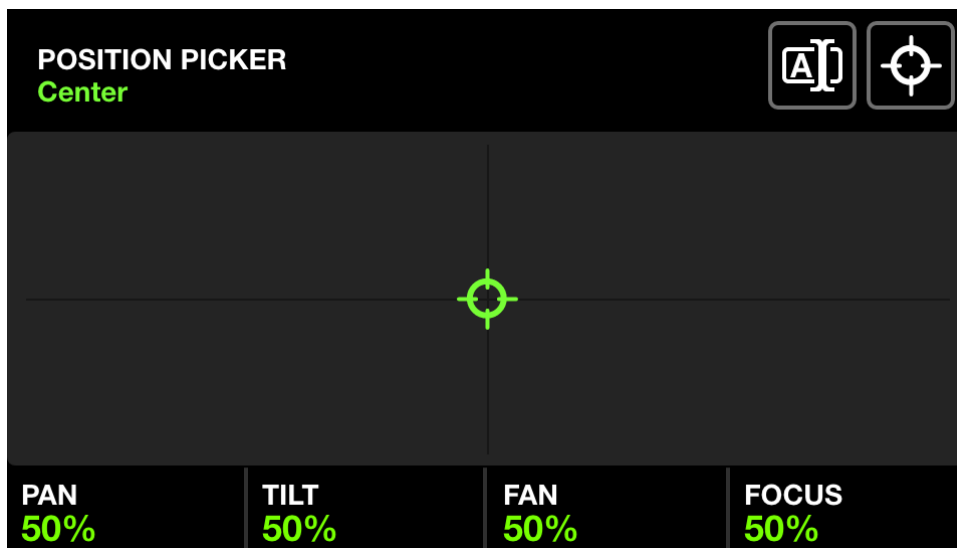 POSITION PICKER
Center
A
PAN
50%
TILT
50%
FAN
50%
FOCUS
50%